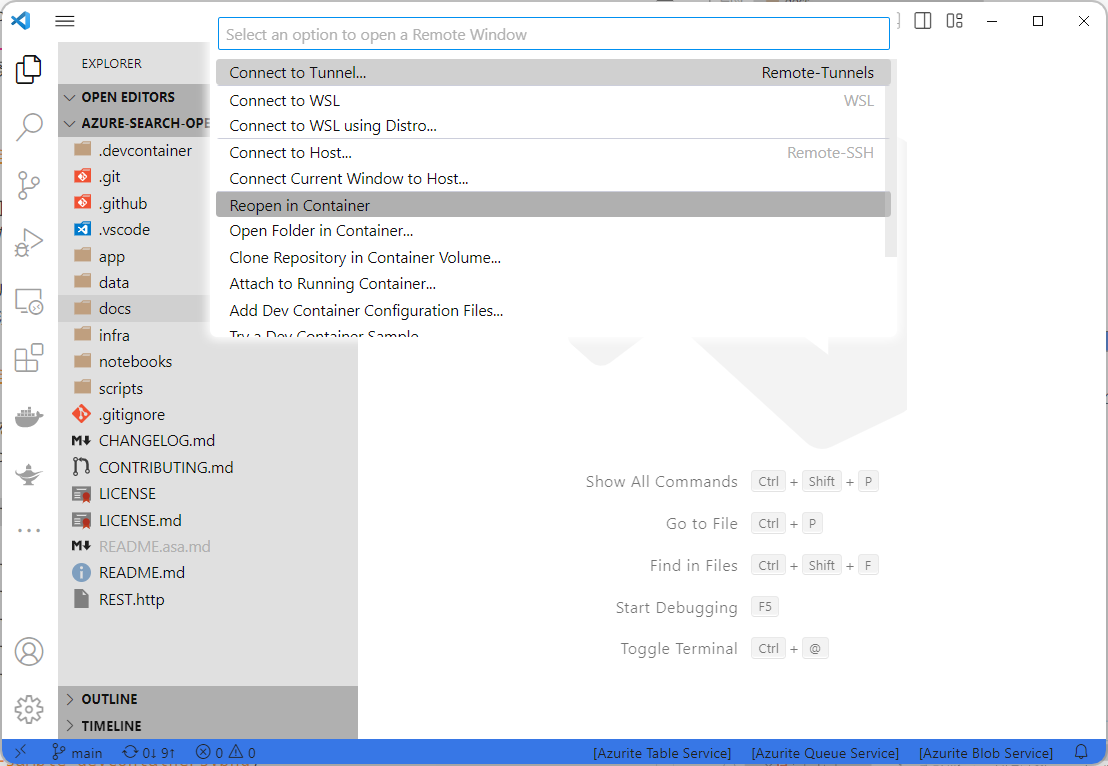 Select an option to open a Remote Window
EXPLORER
OPEN EDITORS
AZURE-SEARCH-OPE
.devcontainer
.git
.github
.vscode
app
data
docs
infra
notebooks
scripts
.gitignore
CHANGELOG.md
CONTRIBUTING.md
LICENSE
LICENSE.md
README.asa.md
README.md
REST.http
OUTLINE
TIMELINE
Connect to Tunnel... Remote-Tunnels
Connect to WSL WSL
Connect to WSL using Distro...
Connect to Host... Remote-SSH
Connect Current Window to Host...
Reopen in Container
Open Folder in Container...
Clone Repository in Container Volume...
Attach to Running Container...
Add Dev Container Configuration Files...
Try a Dev Container Sample
Show All Commands Ctrl + Shift + P
Go to File Ctrl + P
Find in Files Ctrl + Shift + F
Start Debugging F5
Toggle Terminal Ctrl + @
main 0↓ 9↑ 0 0 [Azurite Table Service] [Azurite Queue Service] [Azurite Blob Service]